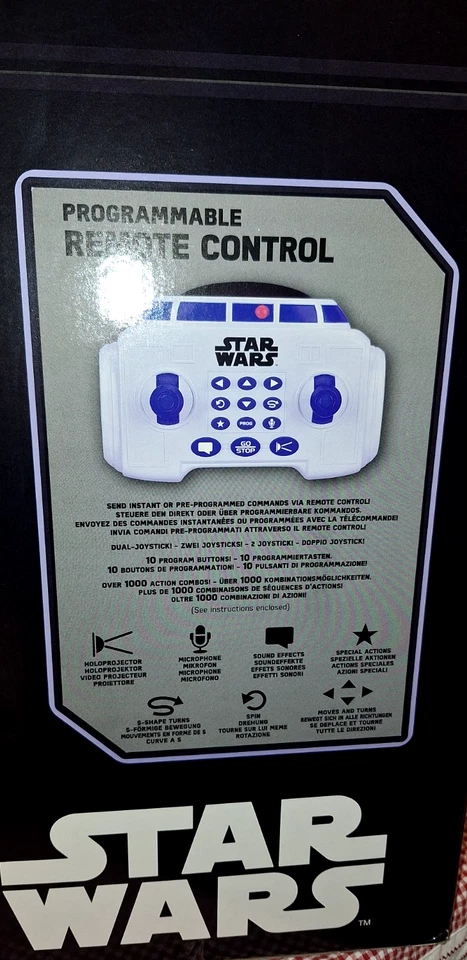 PROGRAMMABLE
REMOTE CONTROL
STAR
WARS
PROG
GO
STOP
SEND INSTANT OR PRE-PROGRAMMED COMMANDS VIA REMOTE CONTROL!
STEUERE DEN DIREKT ODER ÜBER PROGRAMMIERBARE KOMMANDOS.
ENVOYEZ DES COMMANDES INSTANTANÉES OU PROGRAMMÉES AVEC LA TÉLÉCOMMANDE!
INVIA COMANDI PRE-PROGRAMMATI ATTRAVERSO IL REMOTE CONTROL!
DUAL-JOYSTICK! - ZWEI JOYSTICKS! - 2 JOYSTICK! - DOPPIO JOYSTICK!
10 PROGRAM BUTTONS! - 10 PROGRAMMIERTASTEN.
10 BOUTONS DE PROGRAMMATION! - 10 PULSANTI DI PROGRAMMAZIONE!
OVER 1000 ACTION COMBOS! - ÜBER 1000 KOMBINATIONSMÖGLICHKEITEN.
PLUS DE 1000 COMBINAISONS DE SÉQUENCES D'ACTIONS!
OLTRE 1000 COMBINAZIONI DI AZIONI!
(See instructions enclosed)
HOLOPROJECTOR
HOLOPROJEKTOR
VIDEO PROJECTEUR
PROIETTORE
MICROPHONE
MIKROFON
MICROPHONE
MICROFONO
SOUND EFFECTS
SOUNDEFFEKTE
EFFETS SONORES
EFFETTI SONORI
SPECIAL ACTIONS
SPEZIELLE AKTIONEN
ACTIONS SPECIALES
AZIONI SPECIALI
S-SHAPE TURNS
S-FÖRMIGE BEWEGUNG
MOUVEMENTS EN FORME DE S
CURVE A S
SPIN
DREHUNG
TOURNE SUR LUI MEME
ROTAZIONE
MOVES AND TURNS
BEWEGT SICH IN ALLE RICHTUNGEN
SE DEPLACE ET TOURNE
TUTTE LE DIREZIONI
STAR
WARS
TM